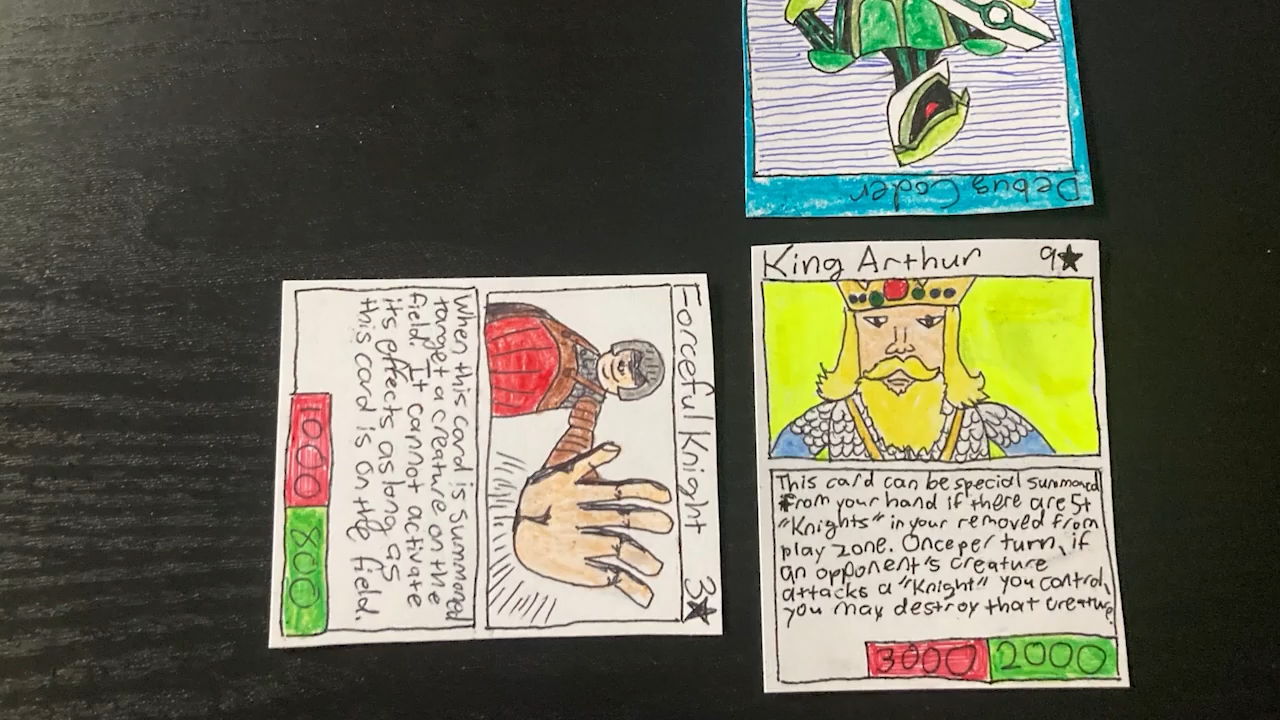 Debug Coder
King Arthur 9★
This card can be special summoned
from your hand if there are 5+
"Knights" in your removed from
play zone. Once per turn, if
an opponent's creature
attacks a "Knight" you control,
you may destroy that creature.
3000 2000
Forceful Knight 3★
When this card is summoned
target a creature on the
field. It cannot activate
its effects as long as
this card is on the field.
1000 800